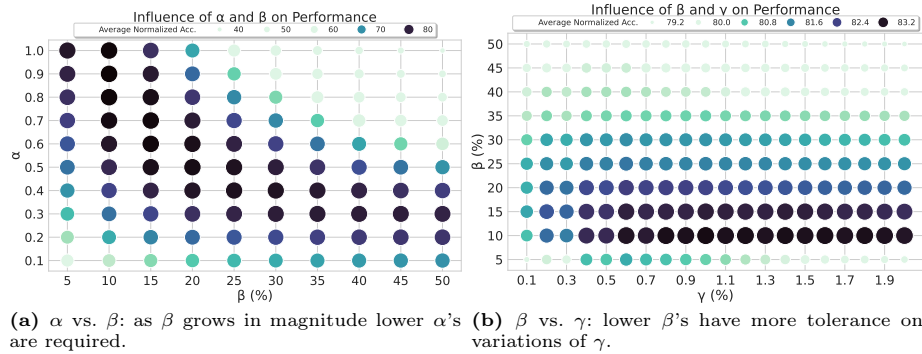 Influence of α and β on Performance
Average Normalized Acc. 40 50 60 70 80
1.0
0.9
0.8
0.7
0.6
0.5
0.4
0.3
0.2
0.1
α
5 10 15 20 25 30 35 40 45 50
β (%)
(a) α vs. β: as β grows in magnitude lower α's
are required.
Influence of β and γ on Performance
Average Normalized Acc. 79.2 80.0 80.8 81.6 82.4 83.2
50
45
40
35
30
25
20
15
10
5
β (%)
0.1 0.3 0.5 0.7 0.9 1.1 1.3 1.5 1.7 1.9
γ (%)
(b) β vs. γ: lower β's have more tolerance on
variations of γ.